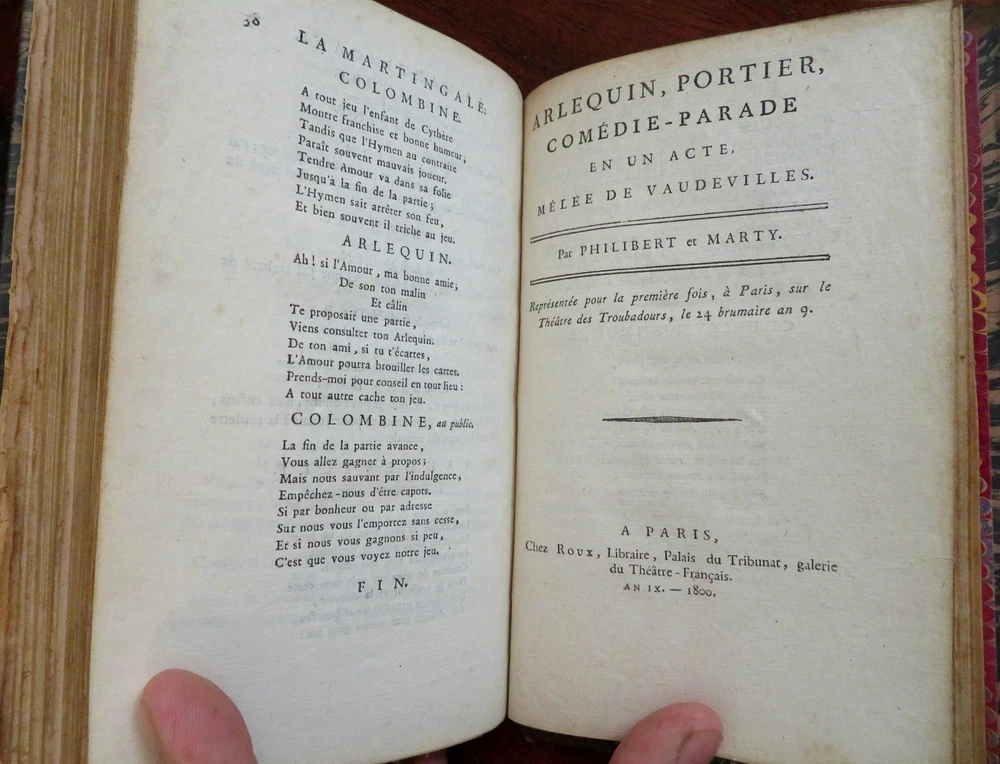 38
LA MARTINGALE,
COLOMBINE.
A tout jeu l'enfant de Cythère
Montre franchise et bonne humeur,
Tandis que l'Hymen au contraire
Paraît souvent mauvais joueur.
Tendre Amour va dans sa folie
Jusqu'à la fin de la partie;
L'Hymen sait arrêter son feu,
Et bien souvent il triche au jeu.
ARLEQUIN.
Ah! si l'Amour, ma bonne amie,
De son ton malin
Et câlin
Te proposait une partie,
Viens consulter ton Arlequin.
De ton ami, si tu t'écartes,
L'Amour pourra brouiller les cartes.
Prends-moi pour conseil en tout lieu:
A tout autre cache ton jeu.
COLOMBINE, au public.
La fin de la partie avance,
Vous allez gagner à propos;
Mais nous sauvant par l'indulgence,
Empêchez-nous d'étre capots.
Si par bonheur ou par adresse
Sur nous vous l'emportez sans cesse,
Et si nous vous gagnons si peu,
C'est que vous voyez notre jeu.
FIN.
ARLEQUIN, PORTIER,
COMÉDIE-PARADE
EN UN ACTE,
MÊLÉE DE VAUDEVILLES.
Par PHILIBERT et MARTY.
Représentée pour la première fois, à Paris, sur le
Théâtre des Troubadours, le 24 brumaire an 9.
A PARIS,
Chez ROUX, Libraire, Palais du Tribunat, galerie
du Théâtre-Français.
AN IX. — 1800.